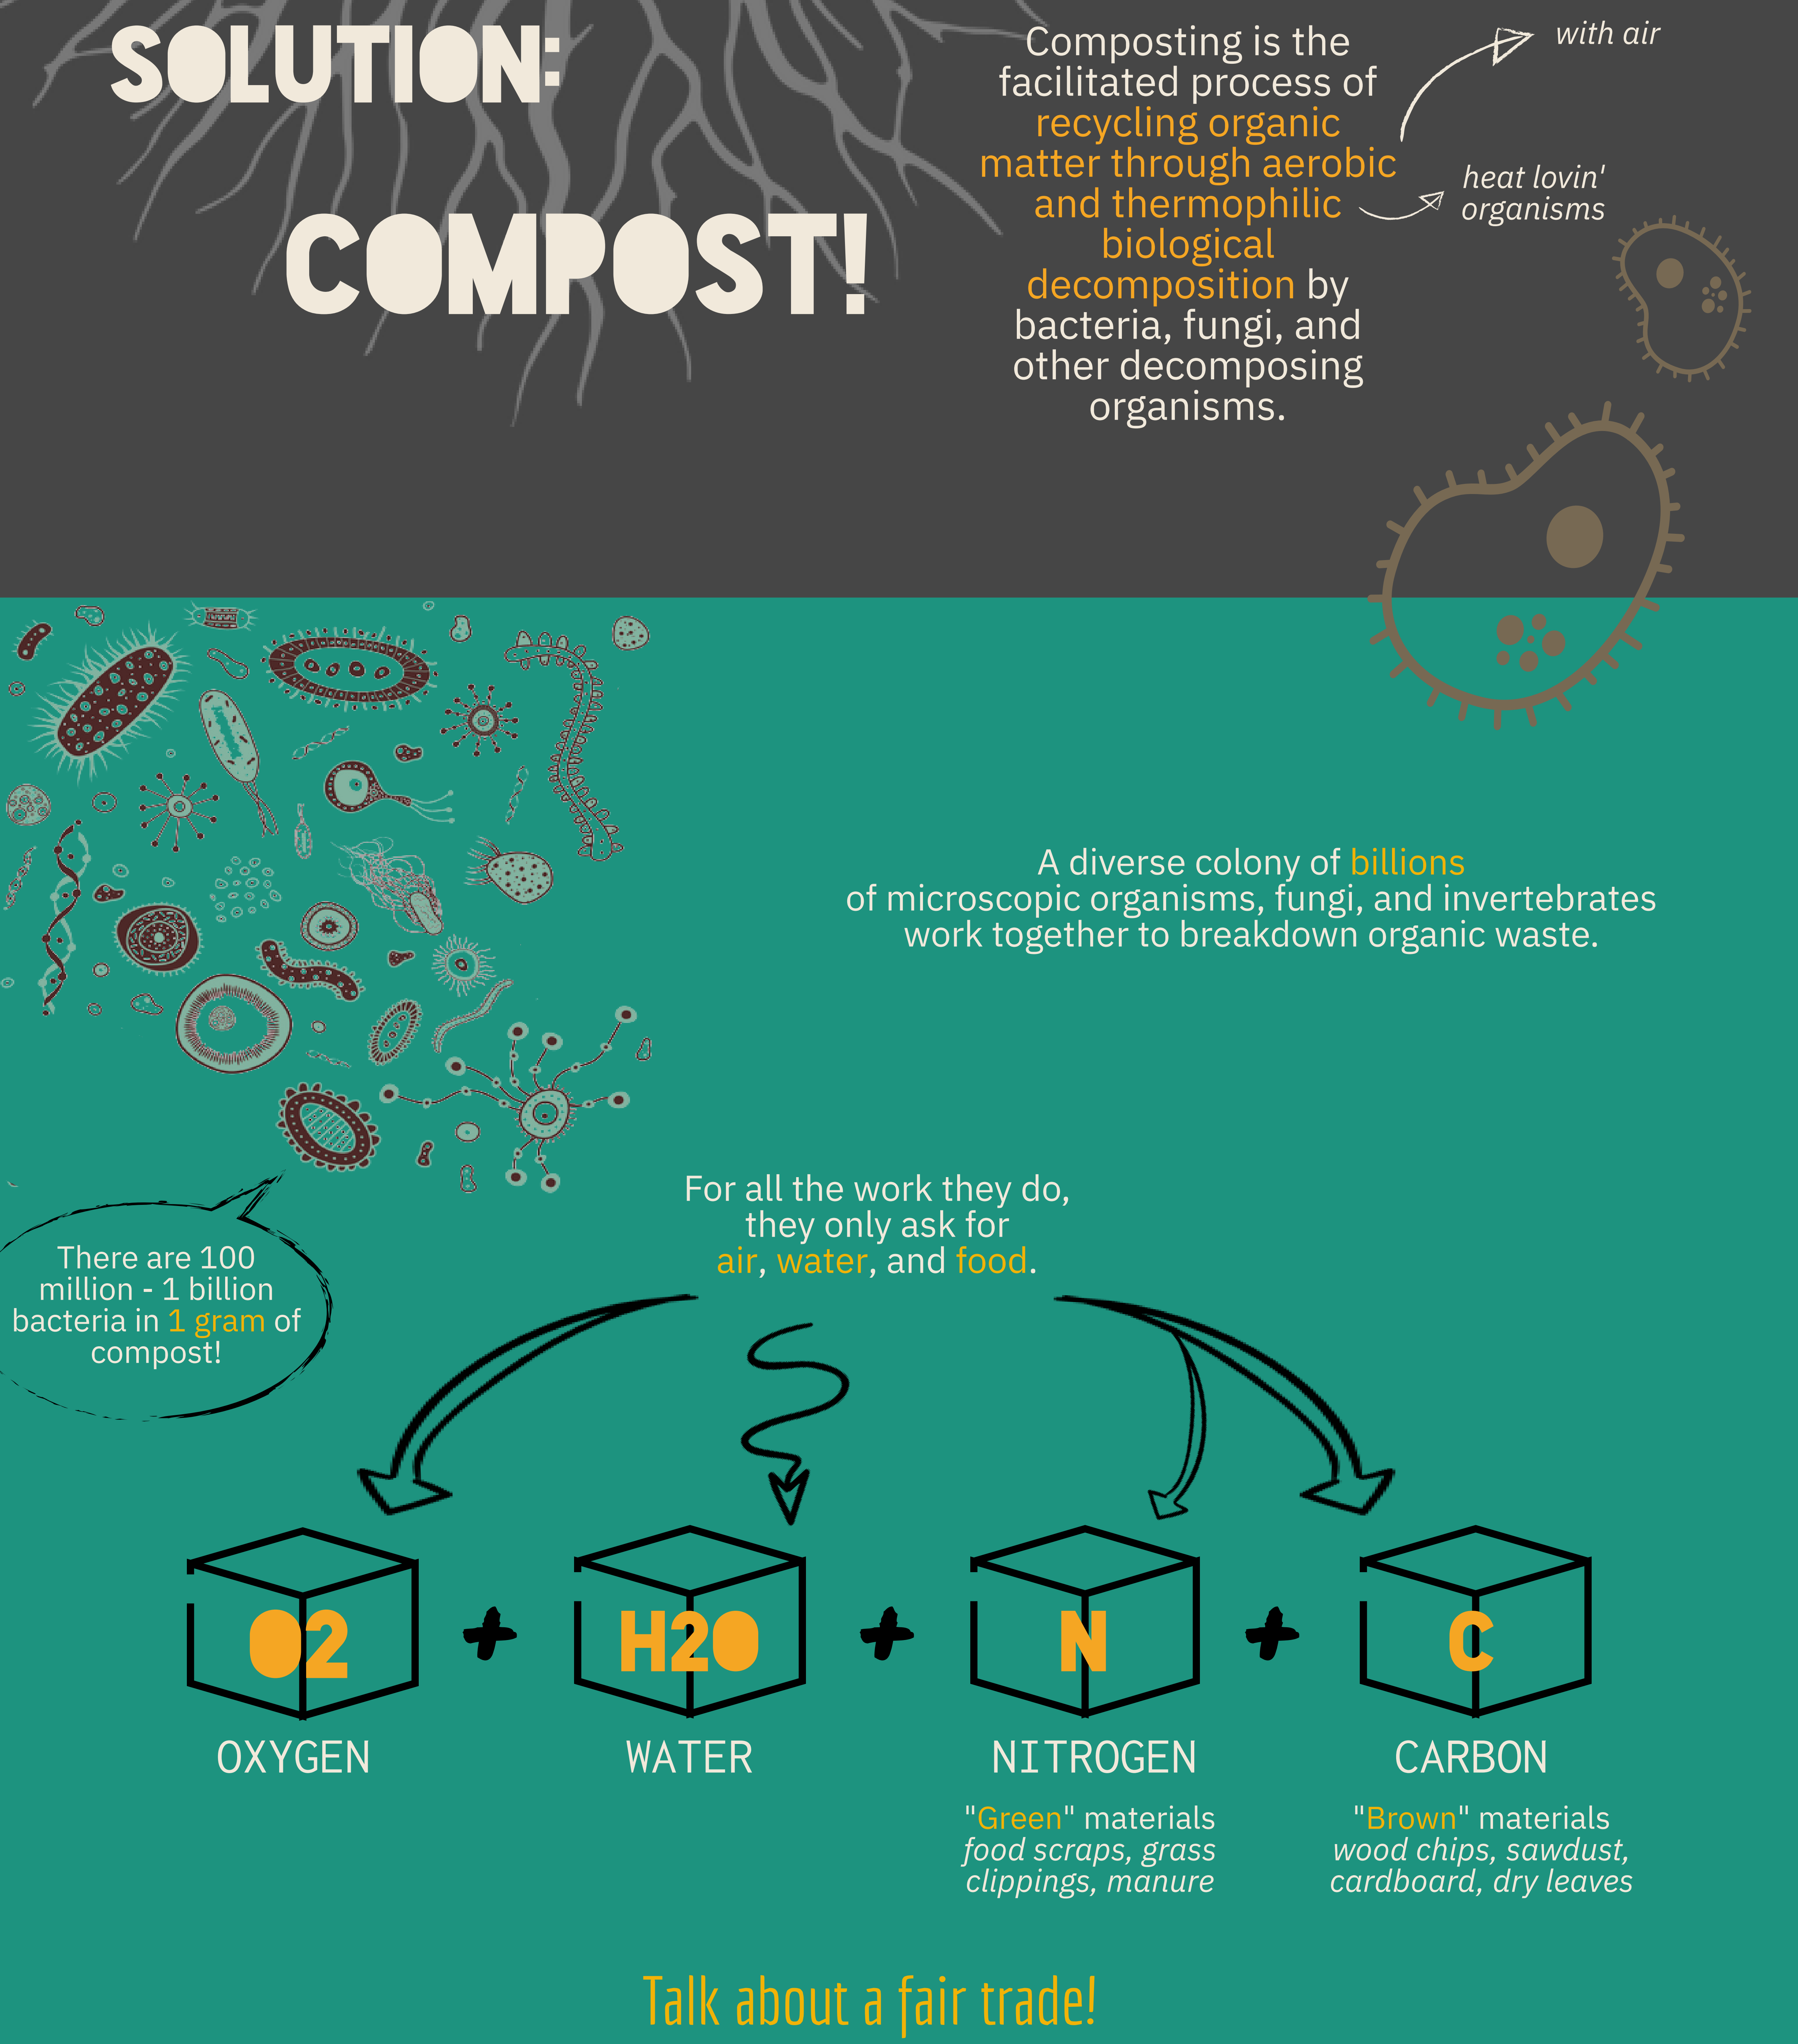 SOLUTION:
COMPOST!
Composting is the
facilitated process of
recycling organic
matter through aerobic
and thermophilic
biological
decomposition by
bacteria, fungi, and
other decomposing
organisms.
with air
heat lovin'
organisms
A diverse colony of billions
of microscopic organisms, fungi, and invertebrates
work together to breakdown organic waste.
There are 100
million - 1 billion
bacteria in 1 gram of
compost!
For all the work they do,
they only ask for
air, water, and food.
O2 + H2O + N + C
OXYGEN
WATER
NITROGEN
CARBON
"Green" materials
food scraps, grass
clippings, manure
"Brown" materials
wood chips, sawdust,
cardboard, dry leaves
Talk about a fair trade!